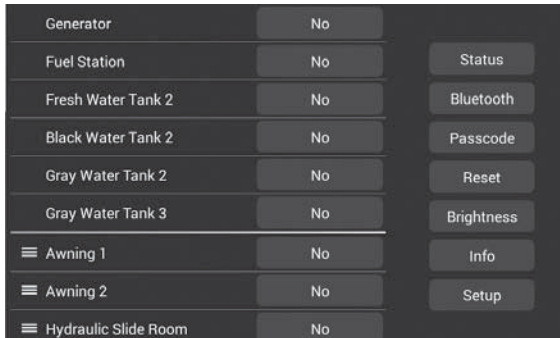 Generator No
Fuel Station No Status
Fresh Water Tank 2 No Bluetooth
Black Water Tank 2 No Passcode
Gray Water Tank 2 No Reset
Gray Water Tank 3 No Brightness
Awning 1 No Info
Awning 2 No Setup
Hydraulic Slide Room No